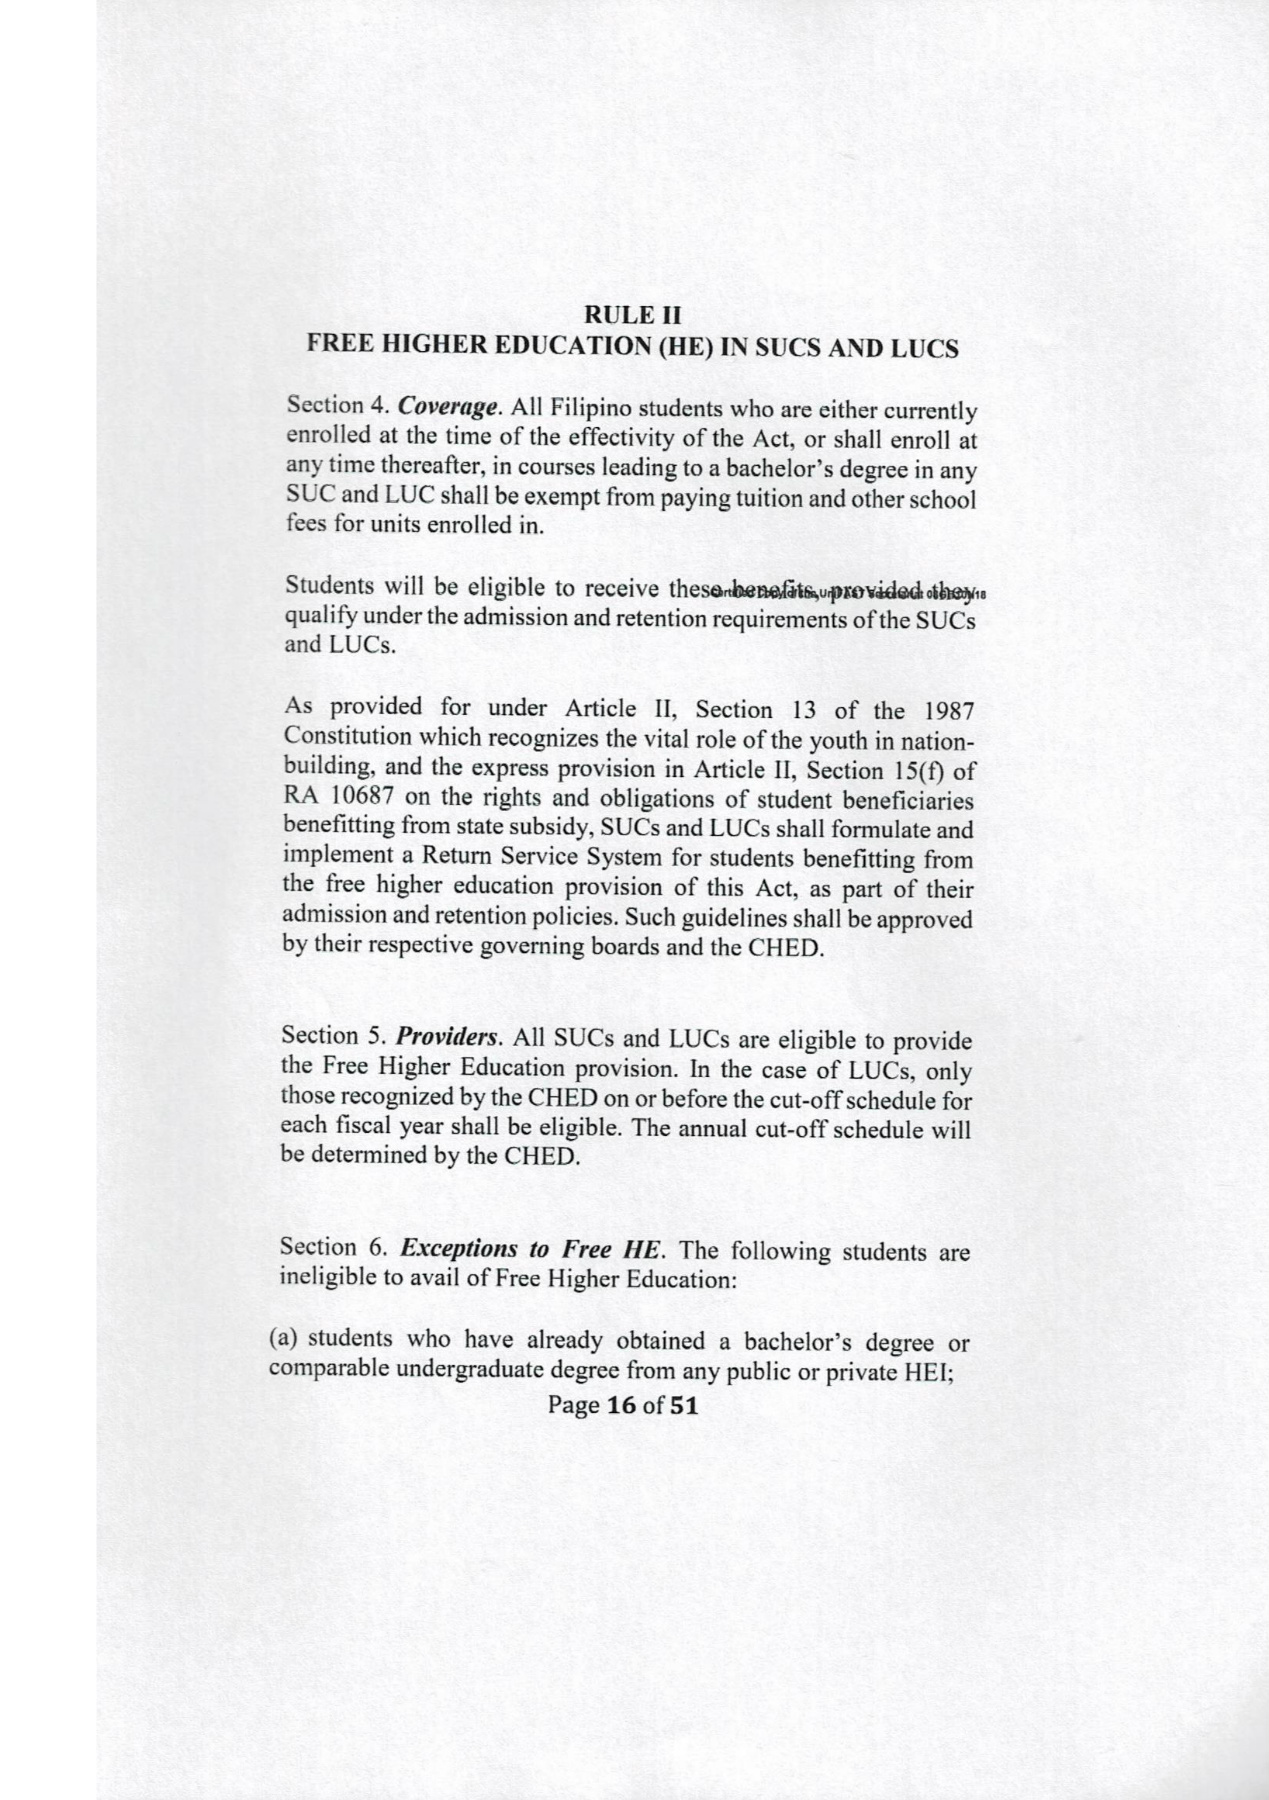 RULE II
FREE HIGHER EDUCATION (HE) IN SUCS AND LUCS
Section 4. Coverage. All Filipino students who are either currently
enrolled at the time of the effectivity of the Act, or shall enroll at
any time thereafter, in courses leading to a bachelor's degree in any
SUC and LUC shall be exempt from paying tuition and other school
fees for units enrolled in.
Students will be eligible to receive these benefits, provided they
qualify under the admission and retention requirements of the SUCs
and LUCs.
As provided for under Article II, Section 13 of the 1987
Constitution which recognizes the vital role of the youth in nation-
building, and the express provision in Article II, Section 15(f) of
RA 10687 on the rights and obligations of student beneficiaries
benefitting from state subsidy, SUCs and LUCs shall formulate and
implement a Return Service System for students benefitting from
the free higher education provision of this Act, as part of their
admission and retention policies. Such guidelines shall be approved
by their respective governing boards and the CHED.
Section 5. Providers. All SUCs and LUCs are eligible to provide
the Free Higher Education provision. In the case of LUCs, only
those recognized by the CHED on or before the cut-off schedule for
each fiscal year shall be eligible. The annual cut-off schedule will
be determined by the CHED.
Section 6. Exceptions to Free HE. The following students are
ineligible to avail of Free Higher Education:
(a) students who have already obtained a bachelor's degree or
comparable undergraduate degree from any public or private HEI;
Page 16 of 51